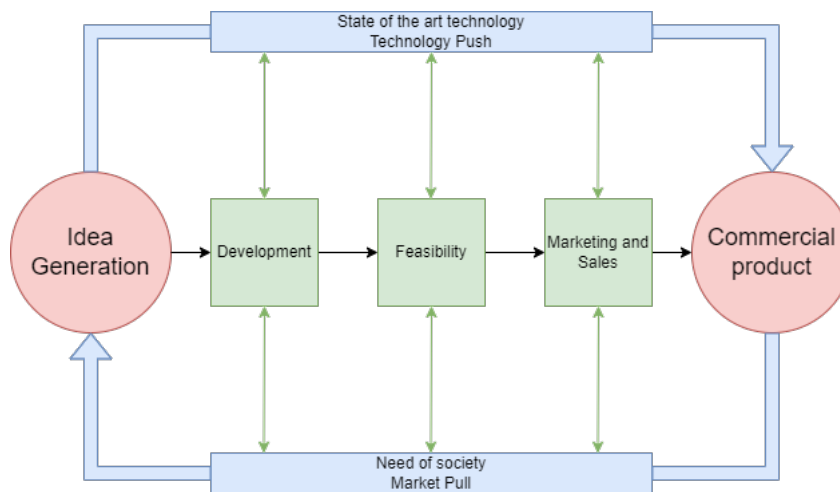 State of the art technology
Technology Push
Idea
Generation
Development
Feasibility
Marketing and
Sales
Commercial
product
Need of society
Market Pull